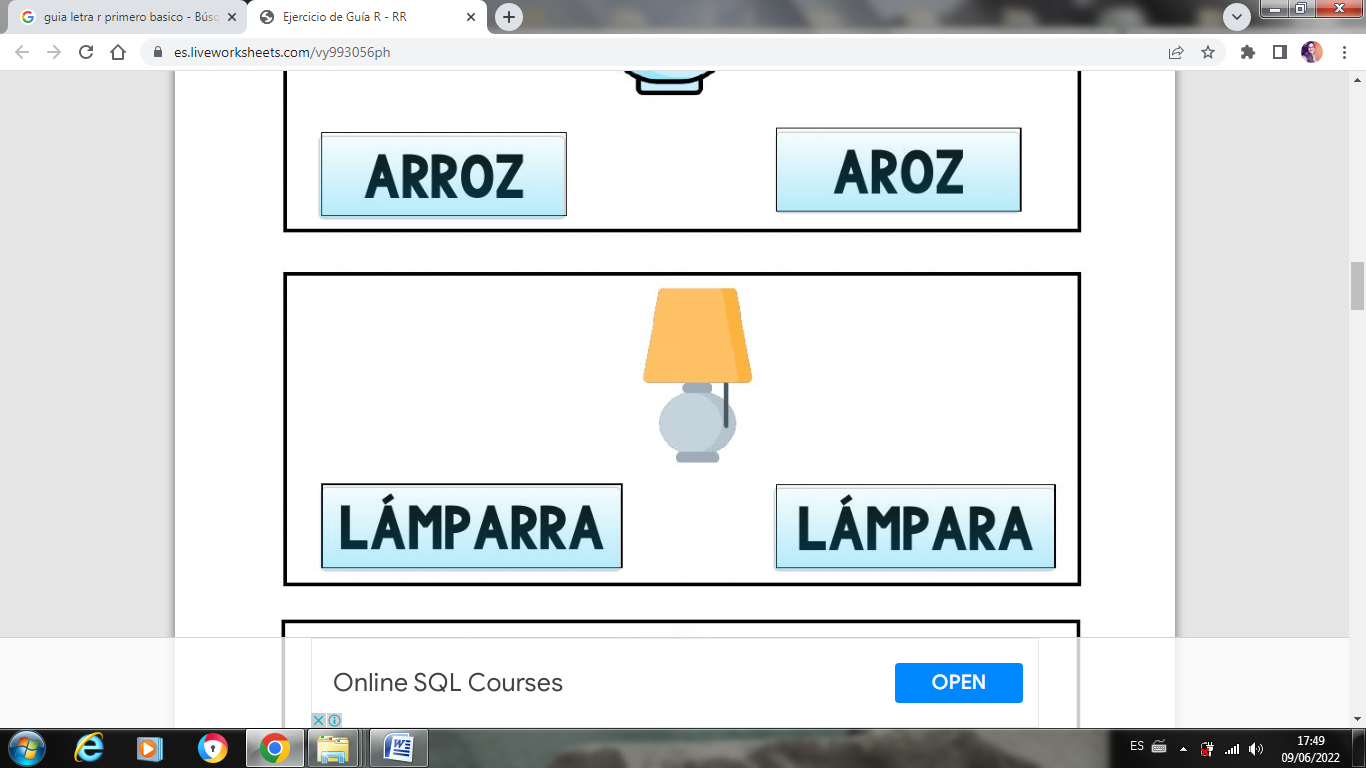 guia letra r primero basico - Búsc
Ejercicio de Guía R - RR
es.liveworksheets.com/vy993056ph
ARROZ
AROZ
LÁMPARRA
LÁMPARA
Online SQL Courses
OPEN
ES
17:49
09/06/2022